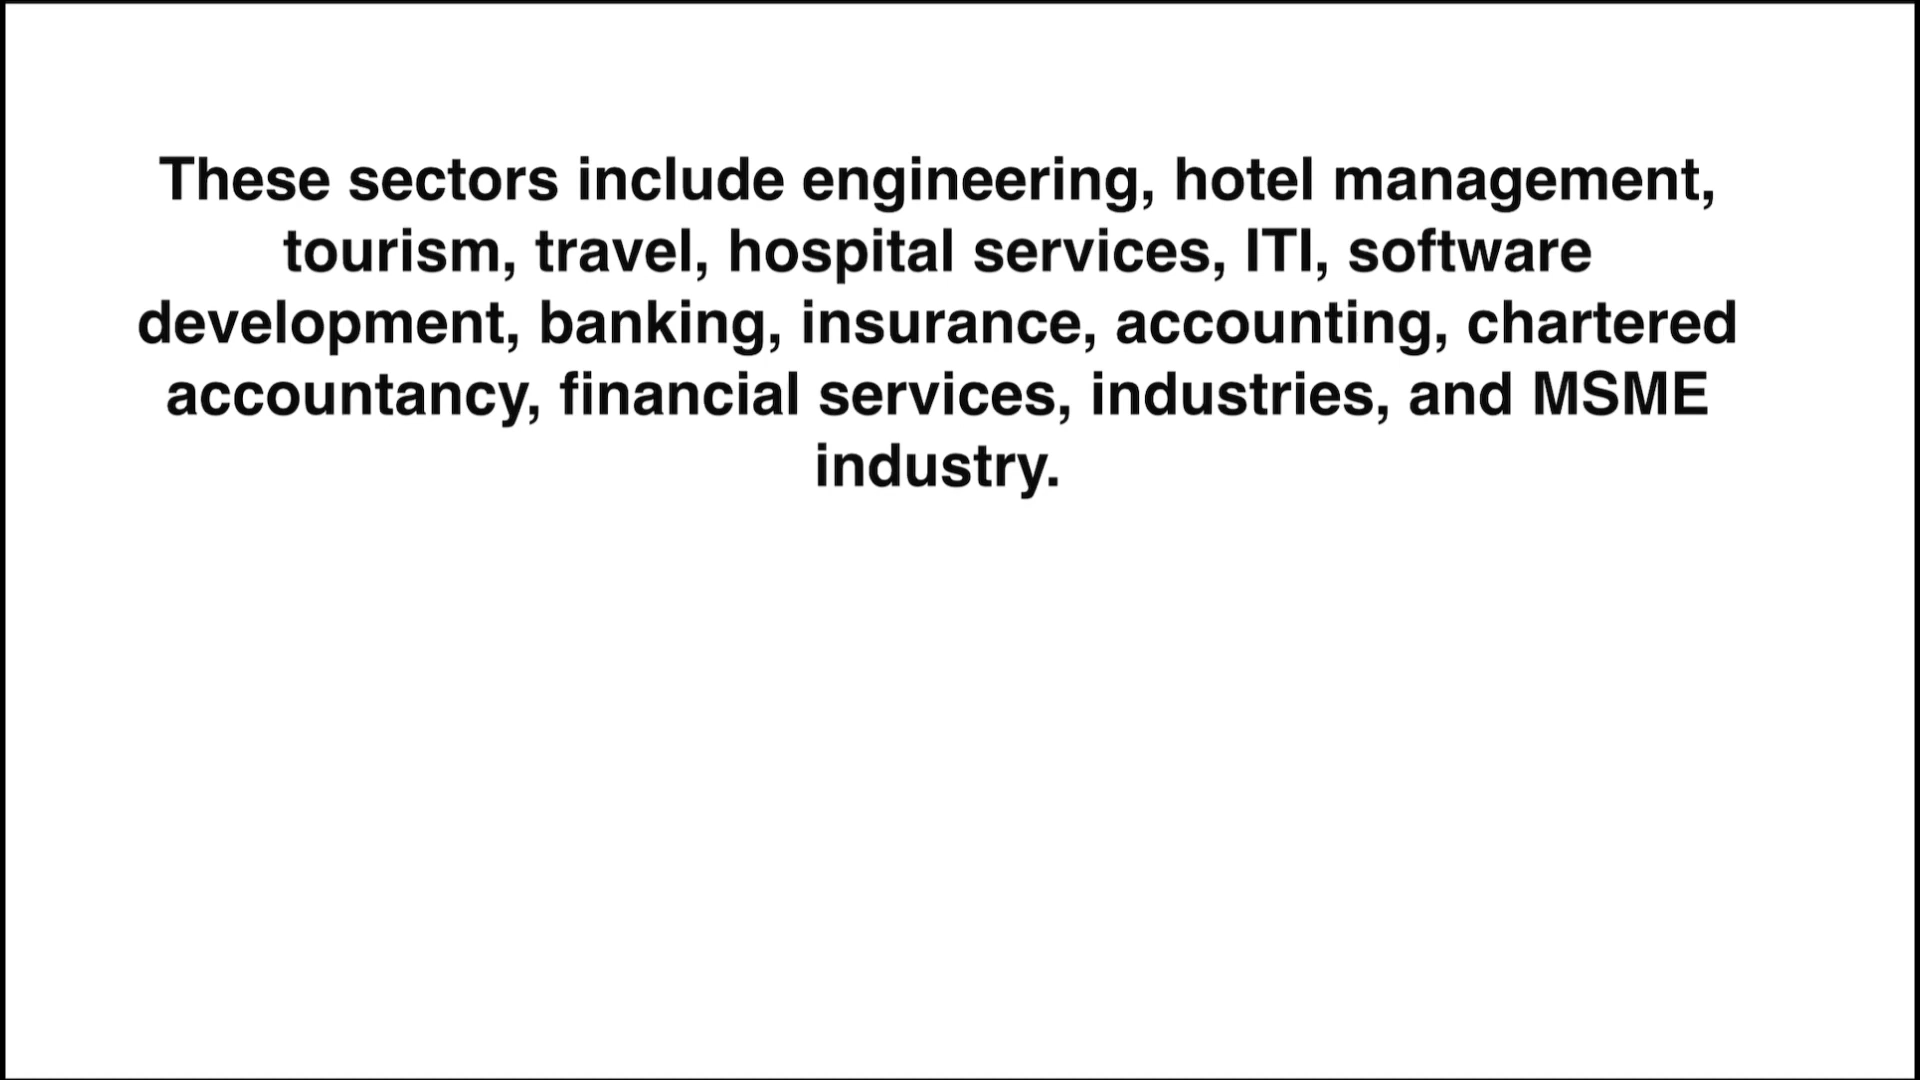 These sectors include engineering, hotel management,
tourism, travel, hospital services, ITI, software
development, banking, insurance, accounting, chartered
accountancy, financial services, industries, and MSME
industry.